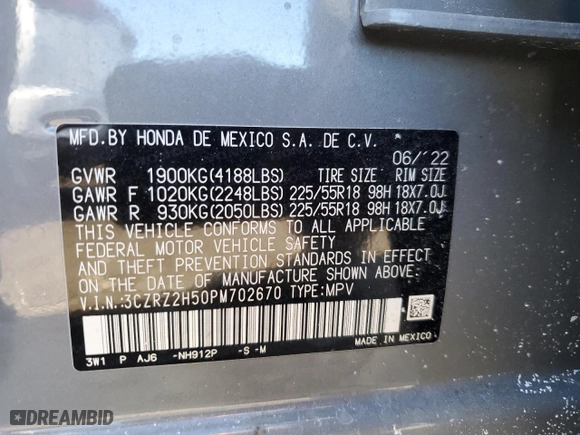 MFD. BY HONDA DE MEXICO S.A. DE C.V.
06/'22
GVWR 1900KG(4188LBS) TIRE SIZE RIM SIZE
GAWR F 1020KG(2248LBS) 225/55R18 98H 18X7.0J
GAWR R 930KG(2050LBS) 225/55R18 98H 18X7.0J
THIS VEHICLE CONFORMS TO ALL APPLICABLE
FEDERAL MOTOR VEHICLE SAFETY
AND THEFT PREVENTION STANDARDS IN EFFECT
ON THE DATE OF MANUFACTURE SHOWN ABOVE.
V.I.N.:3CZRZ2H50PM702670 TYPE:MPV
3W1 P AJ6 -NH912P -S -M
MADE IN MEXICO
DREAMBID